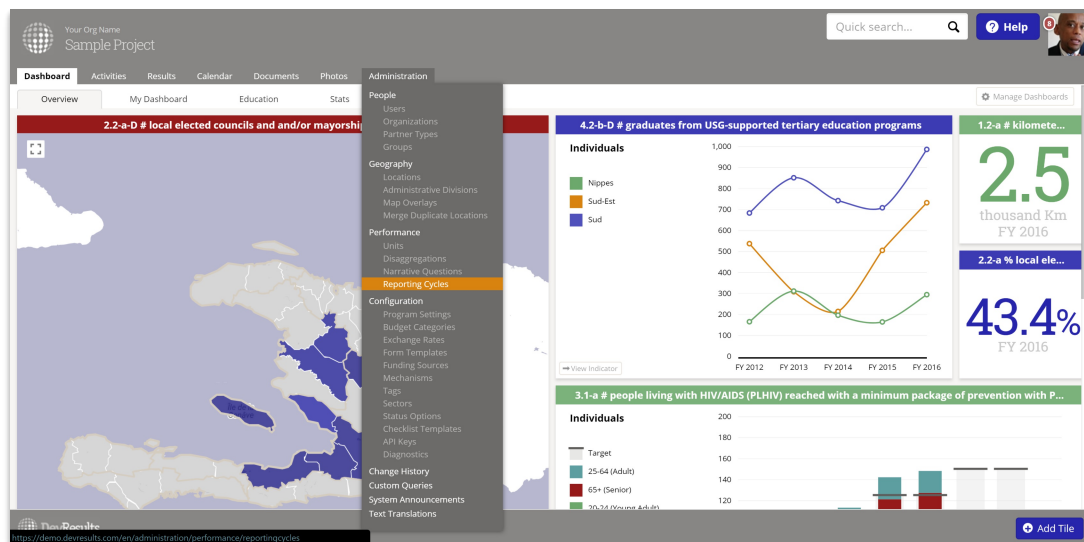 Your Org Name
Sample Project
Quick search...
Help
8
Dashboard Activities Results Calendar Documents Photos Administration
Overview My Dashboard Education Stats
Manage Dashboards
People
Users
Organizations
Partner Types
Groups
Geography
Locations
Administrative Divisions
Map Overlays
Merge Duplicate Locations
Performance
Units
Disaggregations
Narrative Questions
Reporting Cycles
Configuration
Program Settings
Budget Categories
Exchange Rates
Form Templates
Funding Sources
Mechanisms
Tags
Sectors
Status Options
Checklist Templates
API Keys
Diagnostics
Change History
Custom Queries
System Announcements
Text Translations
2.2-a-D # local elected councils and and/or mayorship
4.2-b-D # graduates from USG-supported tertiary education programs
Individuals
Nippes
Sud-Est
Sud
1,000
900
800
700
600
500
400
300
200
100
0
FY 2012 FY 2013 FY 2014 FY 2015 FY 2016
View Indicator
1.2-a # kilomete...
2.5
thousand Km
FY 2016
2.2-a % local ele...
43.4%
FY 2016
3.1-a # people living with HIV/AIDS (PLHIV) reached with a minimum package of prevention with P...
Individuals
Target
25-64 (Adult)
65+ (Senior)
20-24 (Young Adult)
200
180
160
140
120
DevResults
Add Tile
https://demo.devresults.com/en/administration/performance/reportingcycles